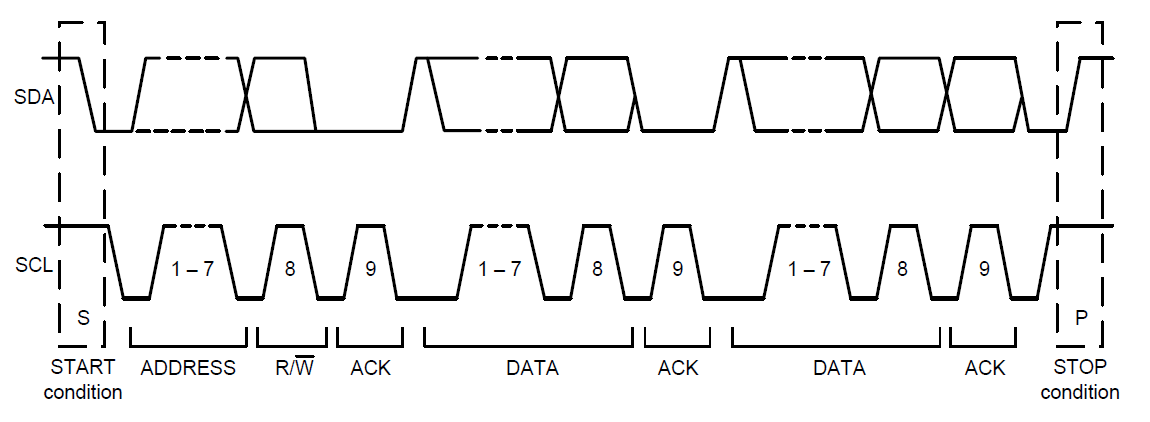 SDA
SCL
1 – 7
8
9
1 – 7
8
9
1 – 7
8
9
S
P
START
condition
ADDRESS
R/W̅
ACK
DATA
ACK
DATA
ACK
STOP
condition